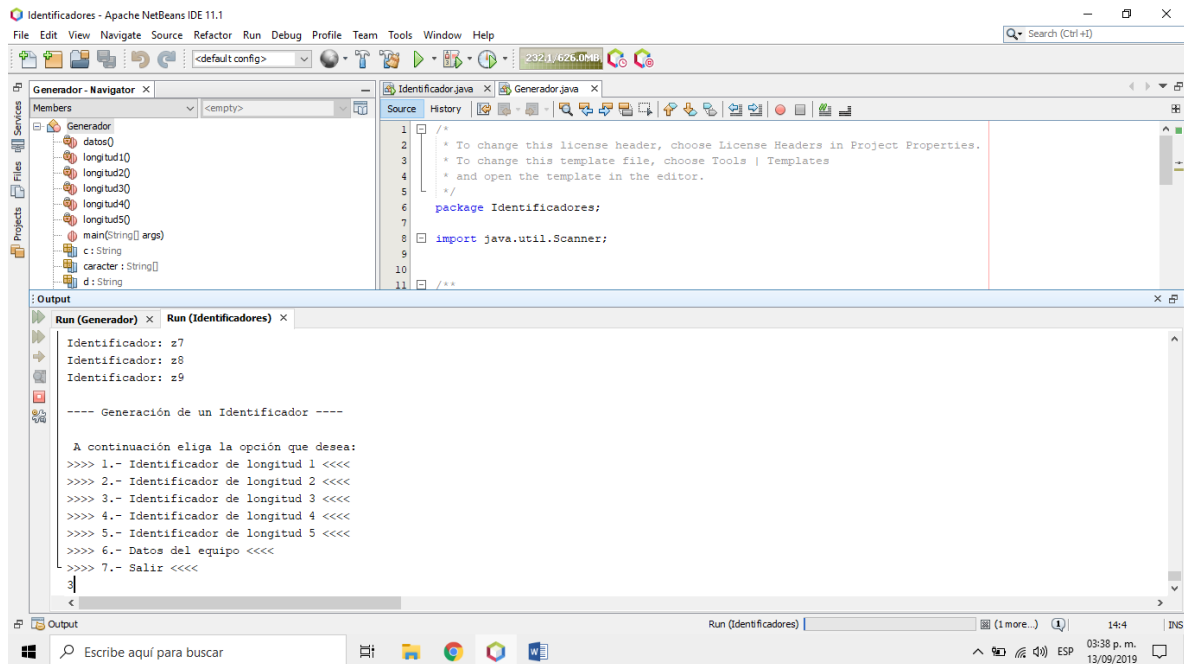 Identificadores - Apache NetBeans IDE 11.1
File Edit View Navigate Source Refactor Run Debug Profile Team Tools Window Help
Search (Ctrl+I)
<default config>
232.1/626.0MB
Generador - Navigator
Identificador.java
Generador.java
Members
<empty>
Source History
Services
Files
Projects
Generador
datos()
longitud1()
longitud2()
longitud3()
longitud4()
longitud5()
main(String[] args)
c : String
caracter : String[]
d : String
1 /*
2 * To change this license header, choose License Headers in Project Properties.
3 * To change this template file, choose Tools | Templates
4 * and open the template in the editor.
5 */
6 package Identificadores;
7
8 import java.util.Scanner;
9
10
11 /**
Output
Run (Generador)
Run (Identificadores)
Identificador: z7
Identificador: z8
Identificador: z9
---- Generación de un Identificador ----
A continuación eliga la opción que desea:
>>>> 1.- Identificador de longitud 1 <<<<
>>>> 2.- Identificador de longitud 2 <<<<
>>>> 3.- Identificador de longitud 3 <<<<
>>>> 4.- Identificador de longitud 4 <<<<
>>>> 5.- Identificador de longitud 5 <<<<
>>>> 6.- Datos del equipo <<<<
>>>> 7.- Salir <<<<
3
Output
Run (Identificadores)
(1 more...)
1
14:4
INS
Escribe aquí para buscar
ESP
03:38 p. m.
13/09/2019